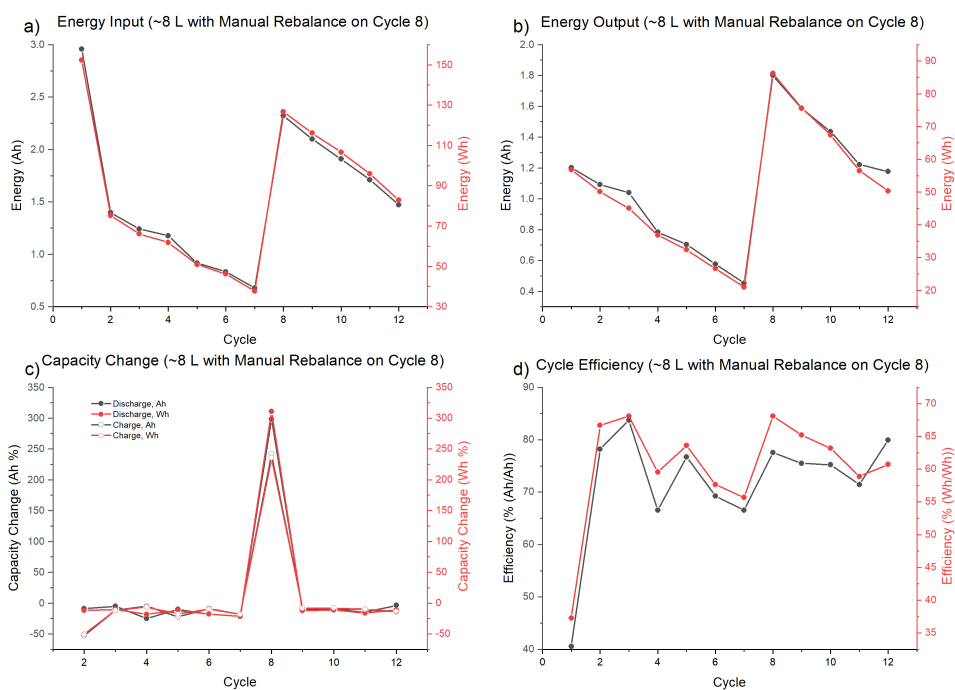 a) Energy Input (~8 L with Manual Rebalance on Cycle 8)
3.0
2.5
2.0
1.5
1.0
0.5
Energy (Ah)
150
130
110
90
70
50
30
Energy (Wh)
0 2 4 6 8 10 12
Cycle
b) Energy Output (~8 L with Manual Rebalance on Cycle 8)
2.0
1.8
1.6
1.4
1.2
1.0
0.8
0.6
0.4
Energy (Ah)
90
80
70
60
50
40
30
20
Energy (Wh)
0 2 4 6 8 10 12
Cycle
c) Capacity Change (~8 L with Manual Rebalance on Cycle 8)
350
300
250
200
150
100
50
0
-50
Capacity Change (Ah %)
Discharge, Ah
Discharge, Wh
Charge, Ah
Charge, Wh
350
300
250
200
150
100
50
0
-50
Capacity Change (Wh %)
2 4 6 8 10 12
Cycle
d) Cycle Efficiency (~8 L with Manual Rebalance on Cycle 8)
90
80
70
60
50
40
Efficiency (% (Ah/Ah))
70
65
60
55
50
45
40
35
Efficiency (% (Wh/Wh))
0 2 4 6 8 10 12
Cycle